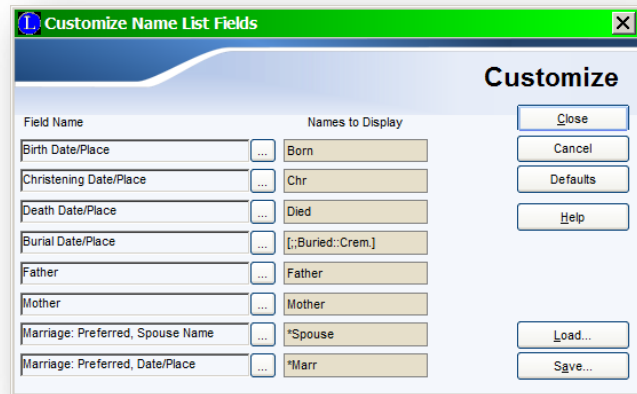 L Customize Name List Fields
Customize
Field Name Names to Display
Close
Birth Date/Place ... Born
Cancel
Christening Date/Place ... Chr
Defaults
Death Date/Place ... Died
Help
Burial Date/Place ... [;;Buried::Crem.]
Father ... Father
Mother ... Mother
Marriage: Preferred, Spouse Name ... *Spouse
Load...
Marriage: Preferred, Date/Place ... *Marr
Save...